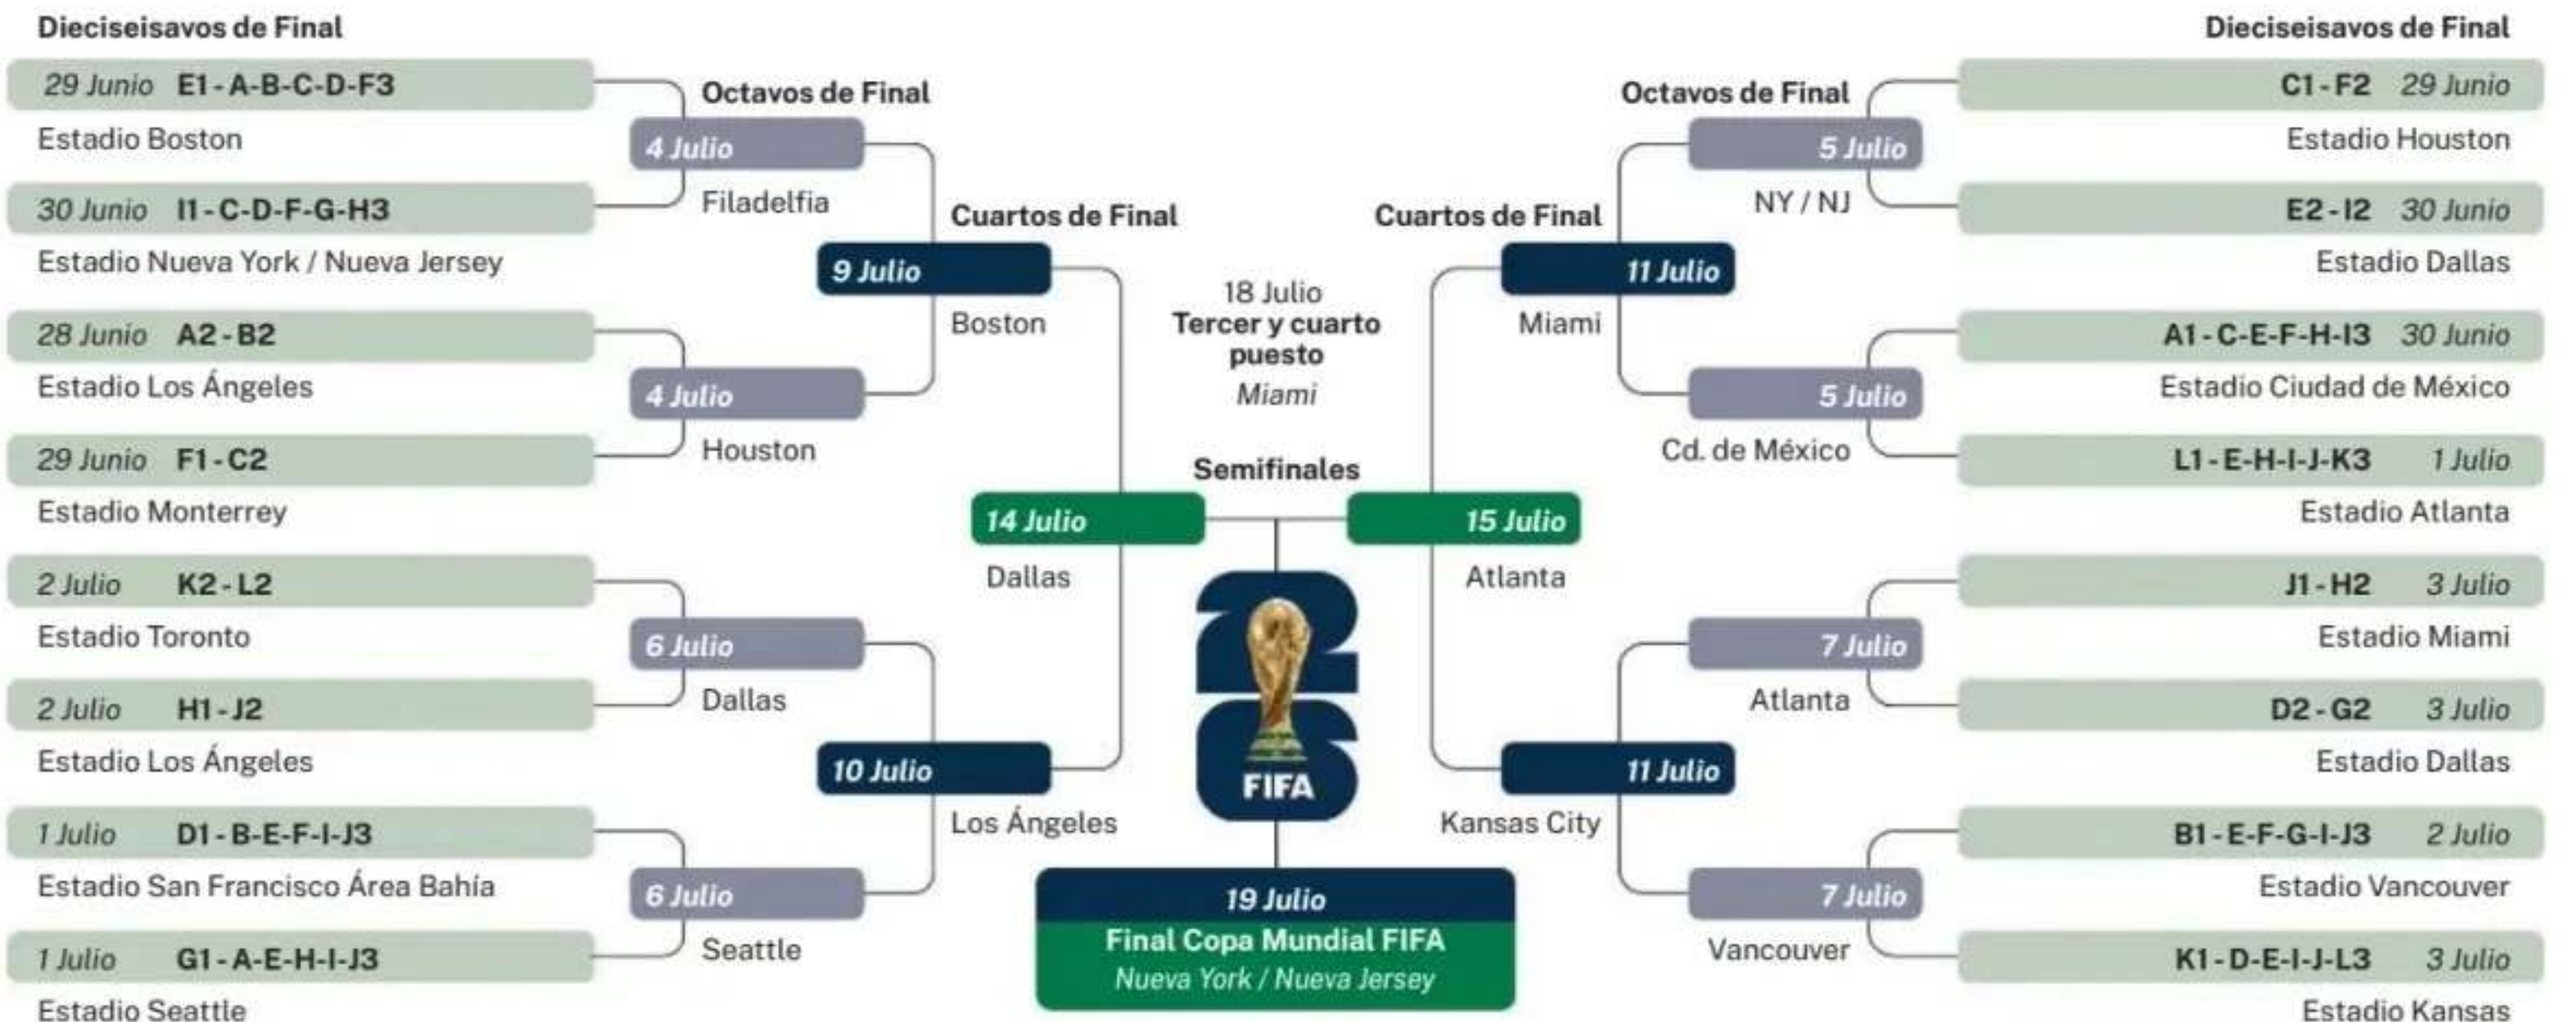 Dieciseisavos de Final
29 Junio E1 - A-B-C-D-F3
Estadio Boston
30 Junio I1 - C-D-F-G-H3
Estadio Nueva York / Nueva Jersey
28 Junio A2 - B2
Estadio Los Ángeles
29 Junio F1 - C2
Estadio Monterrey
2 Julio K2 - L2
Estadio Toronto
2 Julio H1 - J2
Estadio Los Ángeles
1 Julio D1 - B-E-F-I-J3
Estadio San Francisco Área Bahía
1 Julio G1 - A-E-H-I-J3
Estadio Seattle
Octavos de Final
4 Julio
Filadelfia
4 Julio
Houston
6 Julio
Dallas
6 Julio
Seattle
Cuartos de Final
9 Julio
Boston
10 Julio
Los Ángeles
18 Julio
Tercer y cuarto
puesto
Miami
Semifinales
14 Julio
Dallas
15 Julio
Atlanta
26
FIFA
19 Julio
Final Copa Mundial FIFA
Nueva York / Nueva Jersey
Cuartos de Final
11 Julio
Miami
11 Julio
Kansas City
Octavos de Final
5 Julio
NY / NJ
5 Julio
Cd. de México
7 Julio
Atlanta
7 Julio
Vancouver
Dieciseisavos de Final
C1 - F2 29 Junio
Estadio Houston
E2 - I2 30 Junio
Estadio Dallas
A1 - C-E-F-H-I3 30 Junio
Estadio Ciudad de México
L1 - E-H-I-J-K3 1 Julio
Estadio Atlanta
J1 - H2 3 Julio
Estadio Miami
D2 - G2 3 Julio
Estadio Dallas
B1 - E-F-G-I-J3 2 Julio
Estadio Vancouver
K1 - D-E-I-J-L3 3 Julio
Estadio Kansas